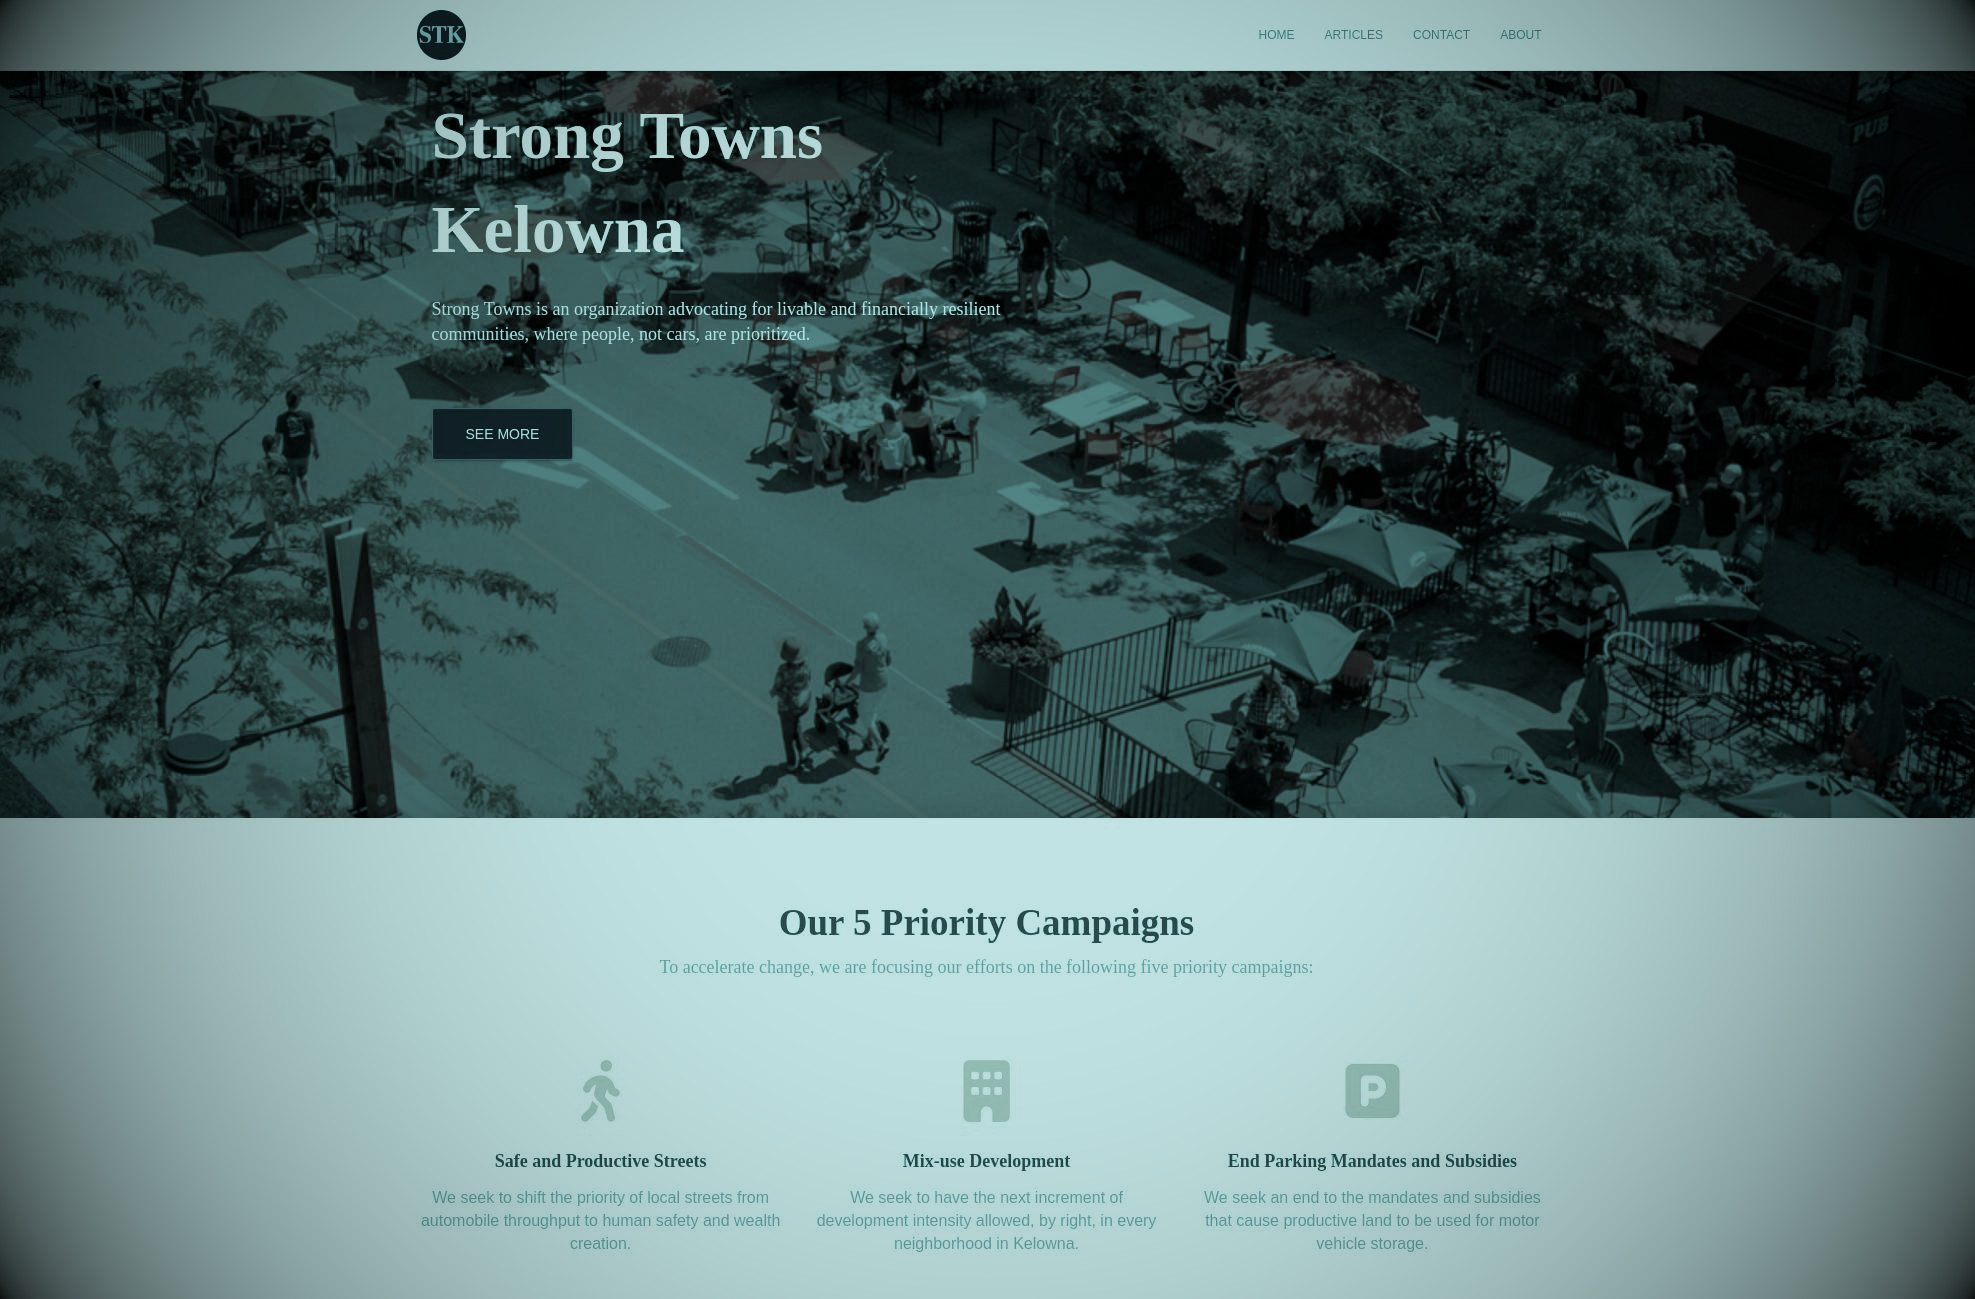 STK
HOME ARTICLES CONTACT ABOUT
Strong Towns
Kelowna
Strong Towns is an organization advocating for livable and financially resilient
communities, where people, not cars, are prioritized.
SEE MORE
PUB
Our 5 Priority Campaigns
To accelerate change, we are focusing our efforts on the following five priority campaigns:
P
Safe and Productive Streets
Mix-use Development
End Parking Mandates and Subsidies
We seek to shift the priority of local streets from
automobile throughput to human safety and wealth
creation.
We seek to have the next increment of
development intensity allowed, by right, in every
neighborhood in Kelowna.
We seek an end to the mandates and subsidies
that cause productive land to be used for motor
vehicle storage.